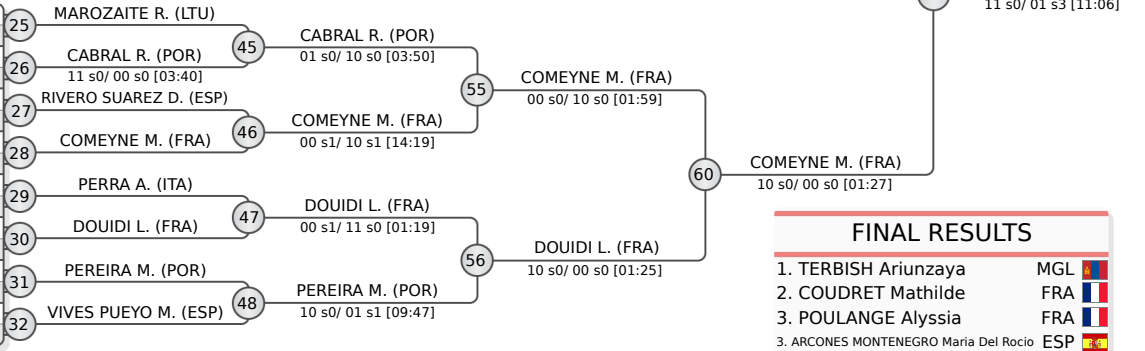 11 s0/ 01 s3 [11:06]
25
MAROZAITE R. (LTU)
26
CABRAL R. (POR)
11 s0/ 00 s0 [03:40]
27
RIVERO SUAREZ D. (ESP)
28
COMEYNE M. (FRA)
29
PERRA A. (ITA)
30
DOUIDI L. (FRA)
31
PEREIRA M. (POR)
32
VIVES PUEYO M. (ESP)
45
CABRAL R. (POR)
01 s0/ 10 s0 [03:50]
46
COMEYNE M. (FRA)
00 s1/ 10 s1 [14:19]
47
DOUIDI L. (FRA)
00 s1/ 11 s0 [01:19]
48
PEREIRA M. (POR)
10 s0/ 01 s1 [09:47]
55
COMEYNE M. (FRA)
00 s0/ 10 s0 [01:59]
56
DOUIDI L. (FRA)
10 s0/ 00 s0 [01:25]
60
COMEYNE M. (FRA)
10 s0/ 00 s0 [01:27]
FINAL RESULTS
1. TERBISH Ariunzaya MGL
2. COUDRET Mathilde FRA
3. POULANGE Alyssia FRA
3. ARCONES MONTENEGRO Maria Del Rocio ESP